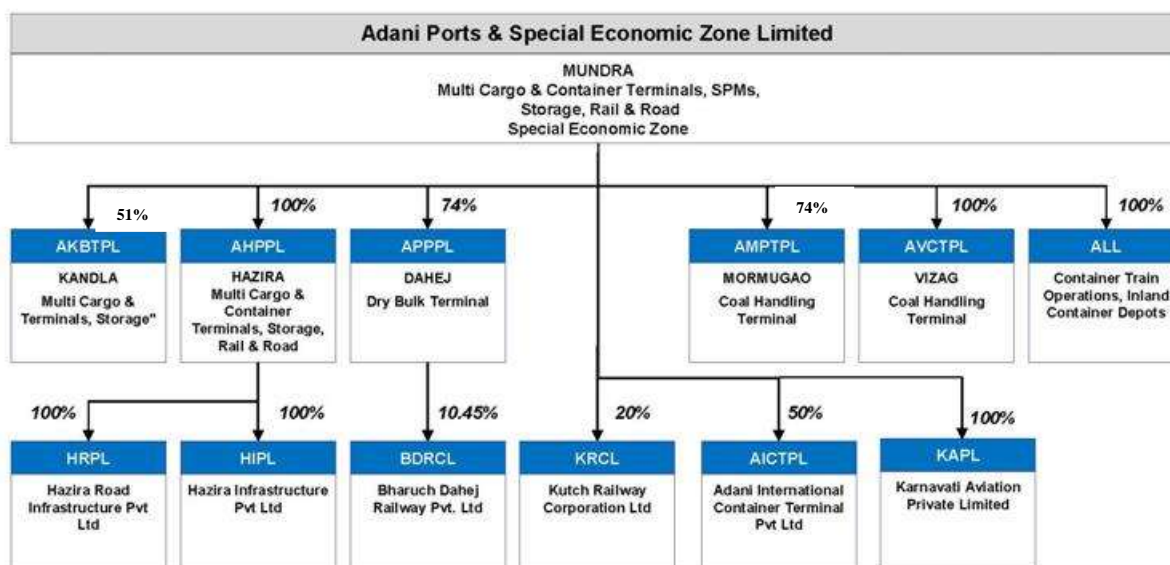 Adani Ports & Special Economic Zone Limited
MUNDRA
Multi Cargo & Container Terminals, SPMs,
Storage, Rail & Road
Special Economic Zone
51%
100%
74%
74%
100%
100%
AKBTPL
KANDLA
Multi Cargo &
Terminals, Storage"
AHPPL
HAZIRA
Multi Cargo &
Container
Terminals, Storage,
Rail & Road
APPPL
DAHEJ
Dry Bulk Terminal
AMPTPL
MORMUGAO
Coal Handling
Terminal
AVCTPL
VIZAG
Coal Handling
Terminal
ALL
Container Train
Operations, Inland
Container Depots
100%
100%
10.45%
20%
50%
100%
HRPL
Hazira Road
Infrastructure Pvt
Ltd
HIPL
Hazira Infrastructure
Pvt Ltd
BDRCL
Bharuch Dahej
Railway Pvt. Ltd
KRCL
Kutch Railway
Corporation Ltd
AICTPL
Adani International
Container Terminal
Pvt Ltd
KAPL
Karnavati Aviation
Private Limited